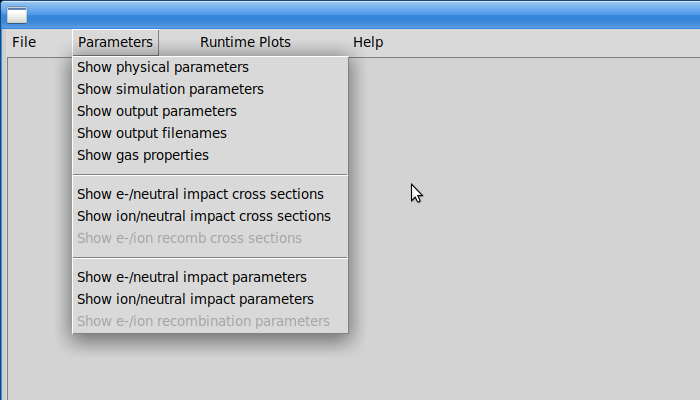 File Parameters Runtime Plots Help
Show physical parameters
Show simulation parameters
Show output parameters
Show output filenames
Show gas properties
Show e-/neutral impact cross sections
Show ion/neutral impact cross sections
Show e-/ion recomb cross sections
Show e-/neutral impact parameters
Show ion/neutral impact parameters
Show e-/ion recombination parameters